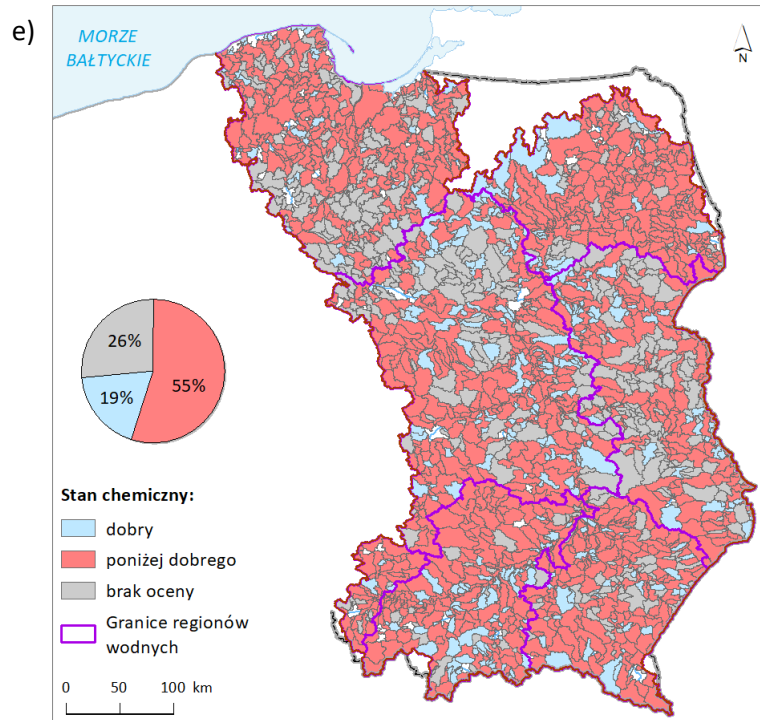 e)
MORZE
BAŁTYCKIE
N
26%
55%
19%
Stan chemiczny:
dobry
poniżej dobrego
brak oceny
Granice regionów
wodnych
0 50 100 km